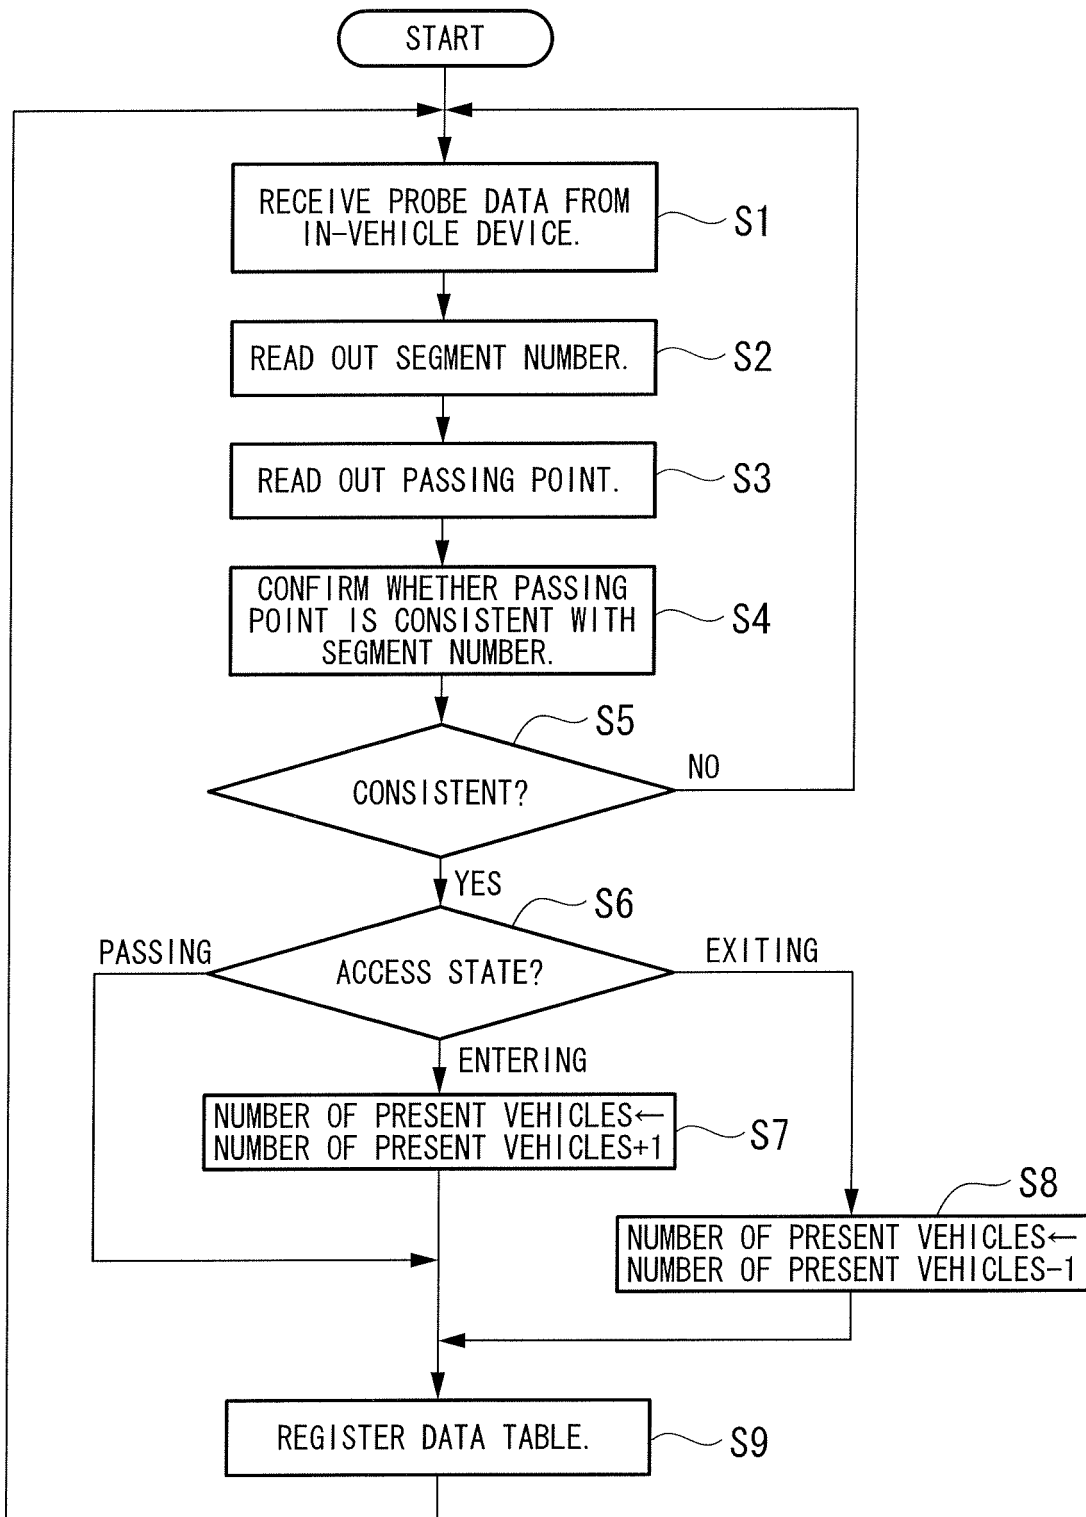 START
RECEIVE PROBE DATA FROM
IN-VEHICLE DEVICE.
S1
READ OUT SEGMENT NUMBER.
S2
READ OUT PASSING POINT.
S3
CONFIRM WHETHER PASSING
POINT IS CONSISTENT WITH
SEGMENT NUMBER.
S4
S5
CONSISTENT?
NO
YES
S6
PASSING
ACCESS STATE?
EXITING
ENTERING
NUMBER OF PRESENT VEHICLES←
NUMBER OF PRESENT VEHICLES+1
S7
S8
NUMBER OF PRESENT VEHICLES←
NUMBER OF PRESENT VEHICLES-1
REGISTER DATA TABLE.
S9